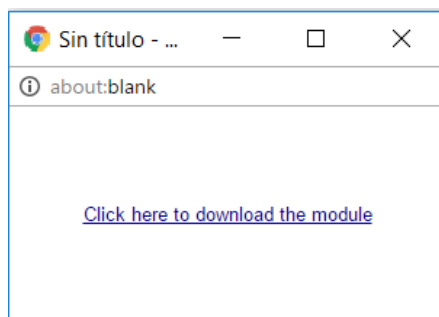 Sin título - ...
about:blank
Click here to download the module